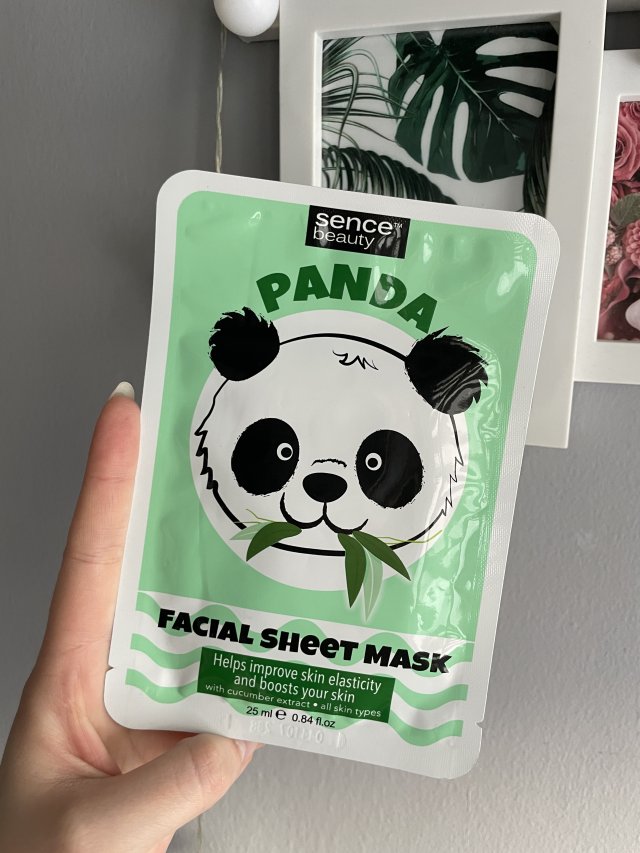 sence™
beauty
PANDA
FACIAL SHEET MASK
Helps improve skin elasticity
and boosts your skin
with cucumber extract • all skin types
25 ml ℮ 0.84 fl.oz